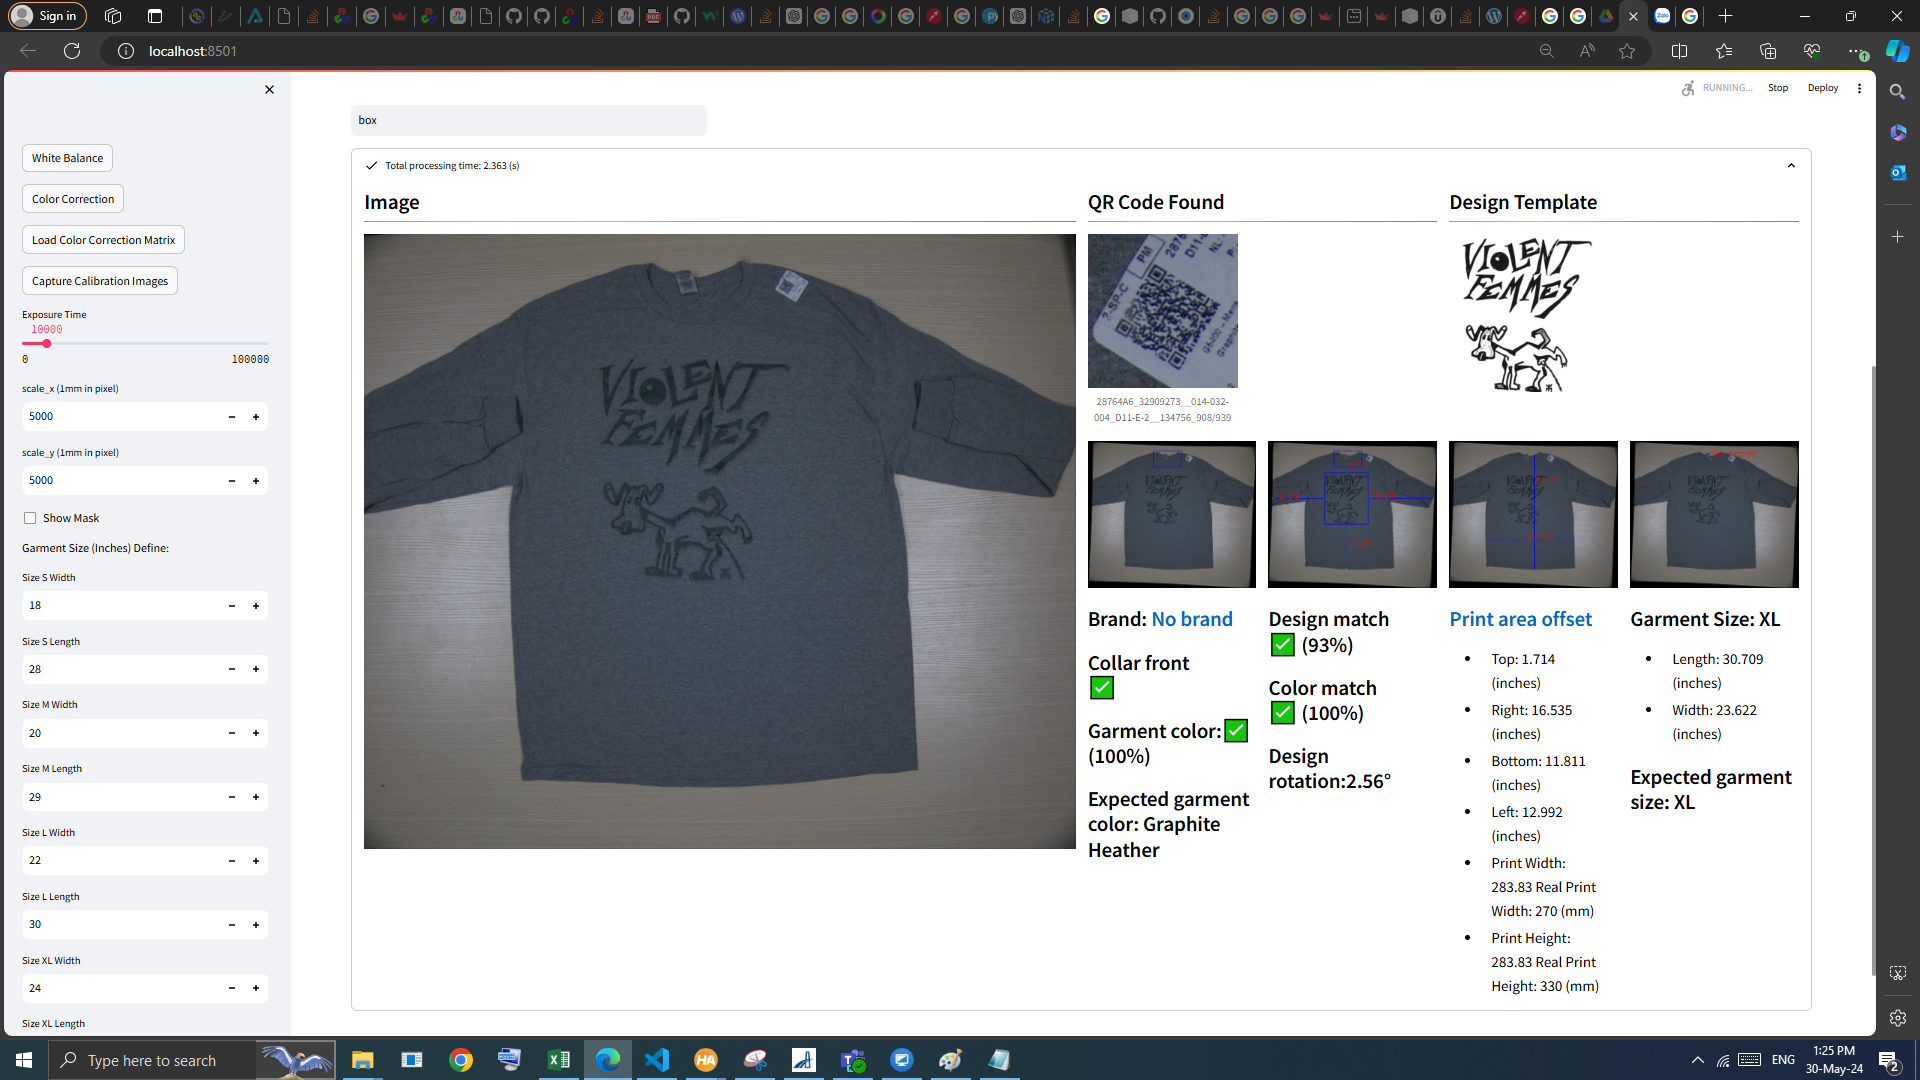 Sign in
localhost:8501
1
RUNNING...
Stop
Deploy
White Balance
Color Correction
Load Color Correction Matrix
Capture Calibration Images
Exposure Time
10000
0
100000
scale_x (1mm in pixel)
5000
scale_y (1mm in pixel)
5000
Show Mask
Garment Size (Inches) Define:
Size S Width
18
Size S Length
28
Size M Width
20
Size M Length
29
Size L Width
22
Size L Length
30
Size XL Width
24
Size XL Length
box
Total processing time: 2.363 (s)
Image
VIOLENT
FEMMES
QR Code Found
PM
28764A6_32909273__014-032-
004_D11-E-2__134756_908/939
Design Template
VIOLENT
FEMMES
Brand: No brand
Collar front
Garment color:
(100%)
Expected garment
color: Graphite
Heather
Design match
(93%)
Color match
(100%)
Design
rotation:2.56°
Print area offset
Top: 1.714
(inches)
Right: 16.535
(inches)
Bottom: 11.811
(inches)
Left: 12.992
(inches)
Print Width:
283.83 Real Print
Width: 270 (mm)
Print Height:
283.83 Real Print
Height: 330 (mm)
Garment Size: XL
Length: 30.709
(inches)
Width: 23.622
(inches)
Expected garment
size: XL
Type here to search
ENG
1:25 PM
30-May-24
2